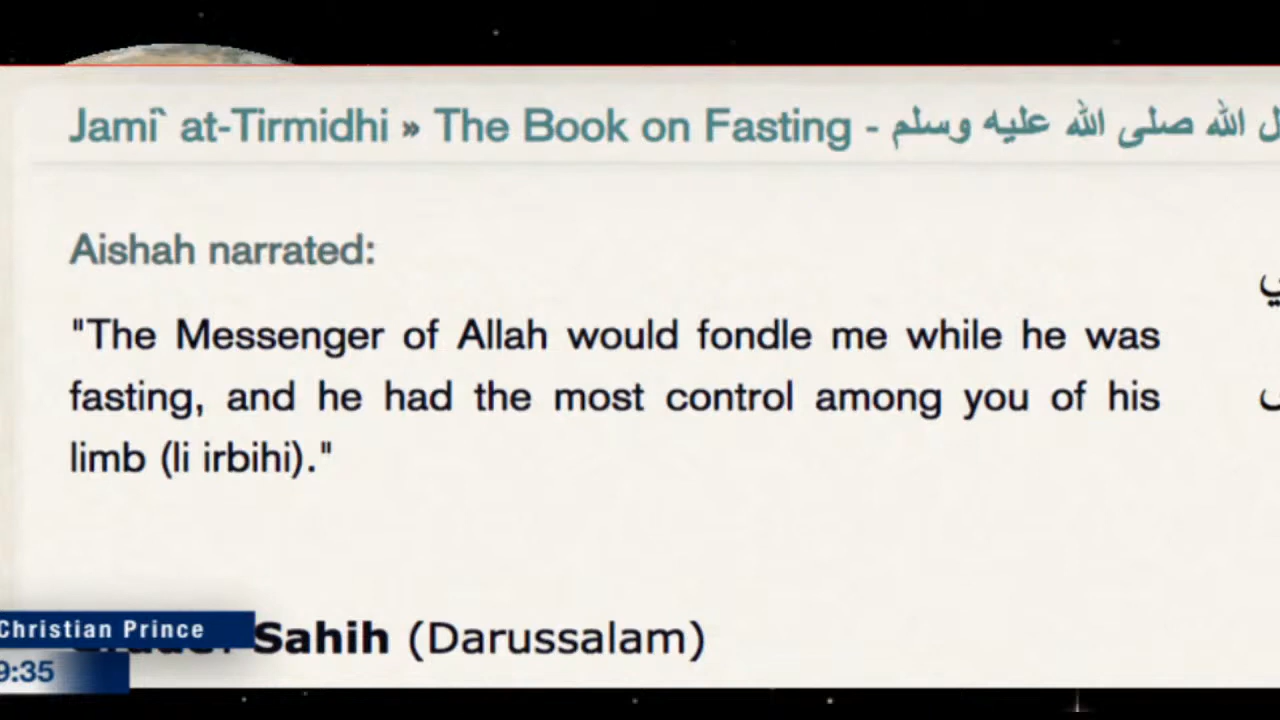 Jami` at-Tirmidhi » The Book on Fasting - ل الله صلى الله عليه وسلم
Aishah narrated:
"The Messenger of Allah would fondle me while he was
fasting, and he had the most control among you of his
limb (li irbihi)."
Sahih (Darussalam)
Christian Prince
9:35